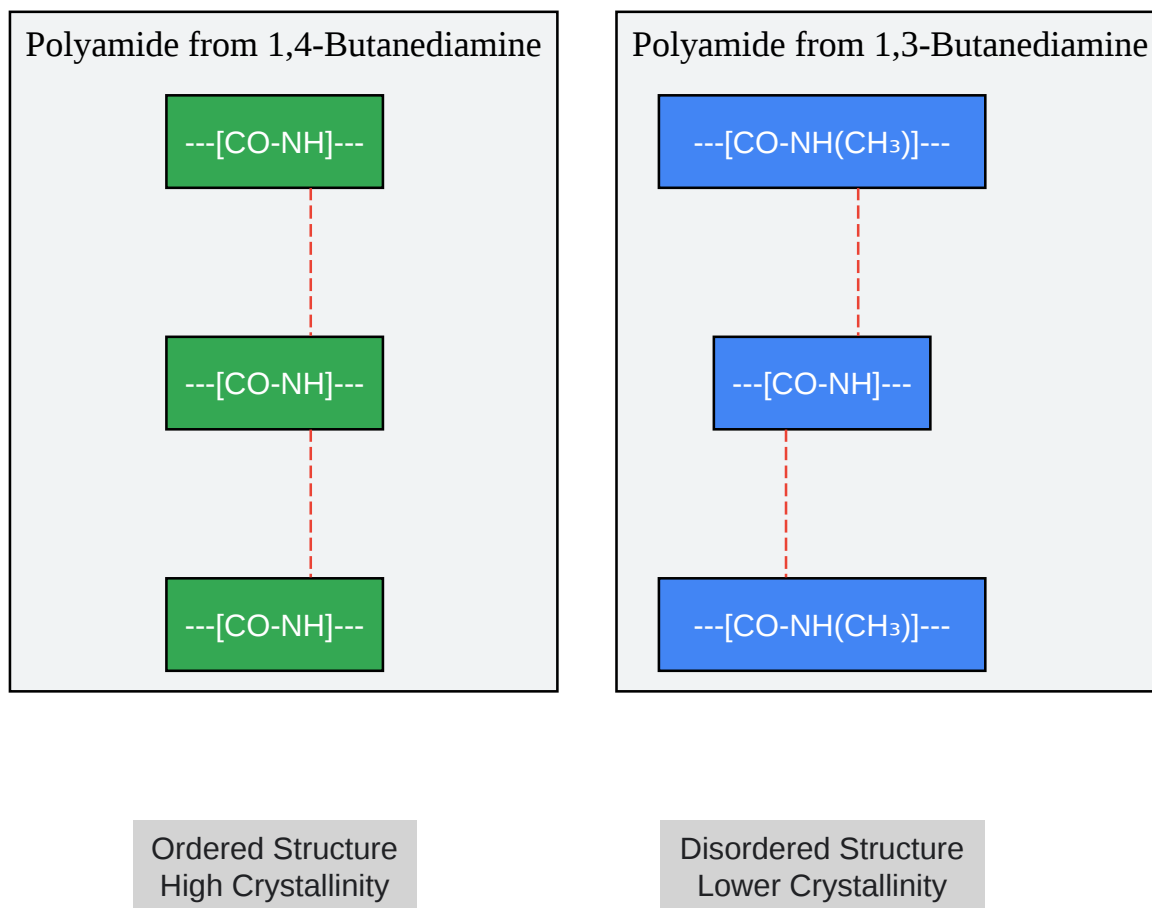 Polyamide from 1,4-Butanediamine
---[CO-NH]---
---[CO-NH]---
---[CO-NH]---
Polyamide from 1,3-Butanediamine
---[CO-NH(CH₃)]---
---[CO-NH]---
---[CO-NH(CH₃)]---
Ordered Structure
High Crystallinity
Disordered Structure
Lower Crystallinity